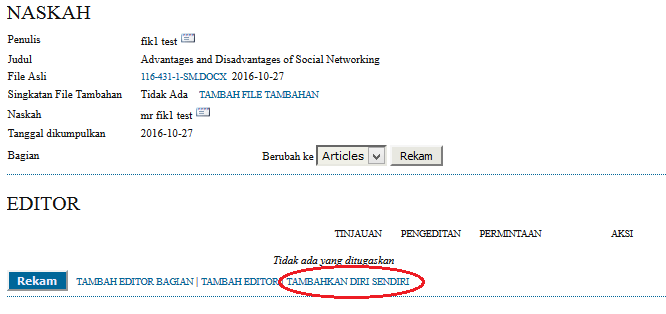 NASKAH
Penulis fik1 test
Judul Advantages and Disadvantages of Social Networking
File Asli 116-431-1-SM.DOCX 2016-10-27
Singkatan File Tambahan Tidak Ada TAMBAH FILE TAMBAHAN
Naskah mr fik1 test
Tanggal dikumpulkan 2016-10-27
Bagian Berubah ke Articles Rekam
EDITOR
TINJAUAN PENGEDITAN PERMINTAAN AKSI
Tidak ada yang ditugaskan
Rekam TAMBAH EDITOR BAGIAN | TAMBAH EDITOR | TAMBAHKAN DIRI SENDIRI